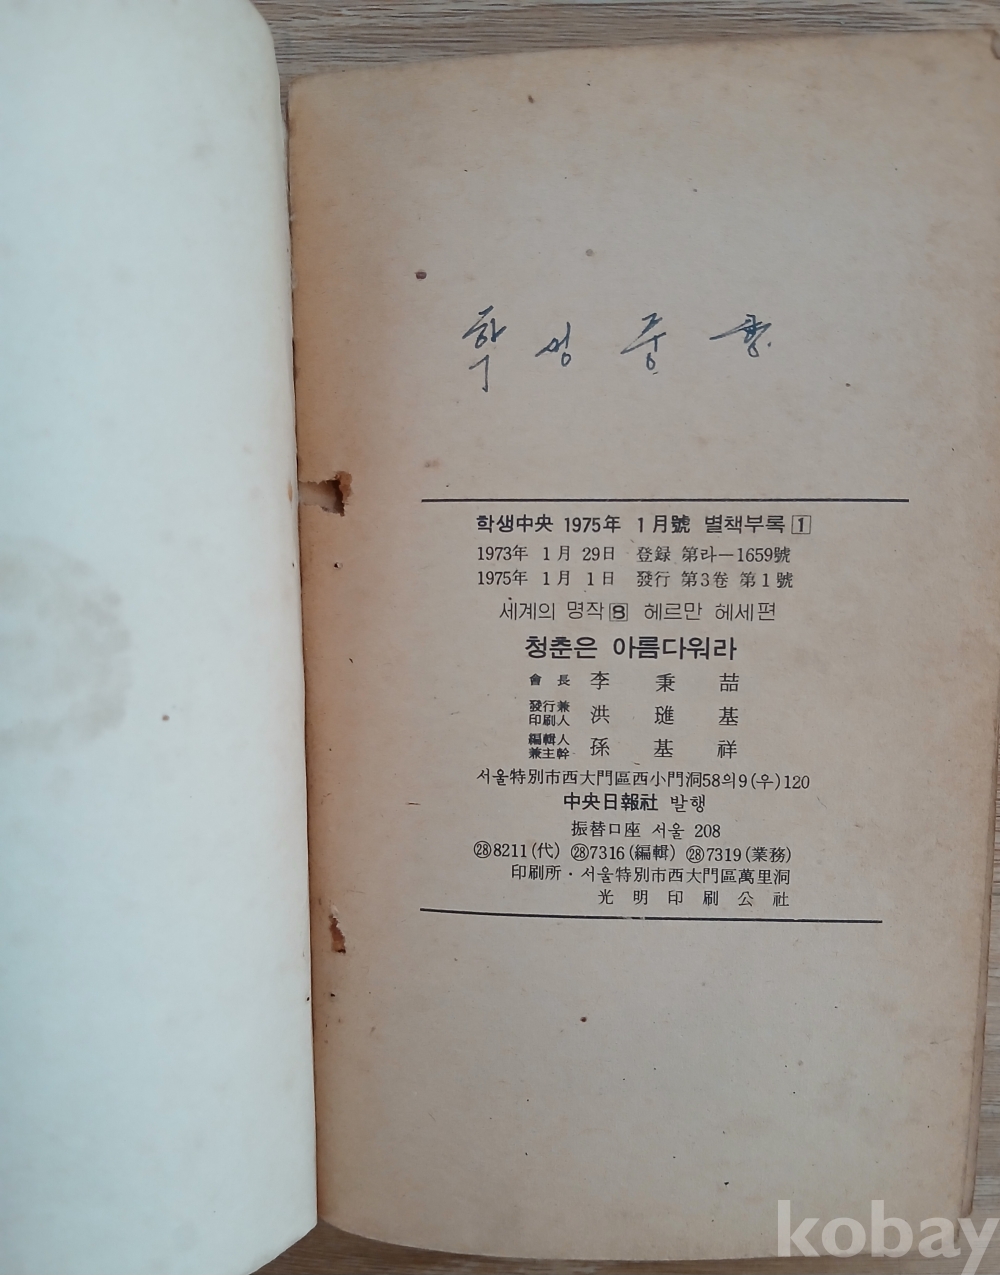 학생중앙
학생中央 1975年 1月號 별책부록 1
1973年 1月 29日 登録 第라—1659號
1975年 1月 1日 發行 第3卷 第1號
세계의 명작 8 헤르만 헤세편
청춘은 아름다워라
會長 李秉喆
發行兼印刷人 洪璡基
編輯人兼主幹 孫基祥
서울特別市西大門區西小門洞58의9(우)120
中央日報社 발행
振替口座 서울 208
㉘8211(代) ㉘7316(編輯) ㉘7319(業務)
印刷所·서울特別市西大門區萬里洞
光明印刷公社
kobay